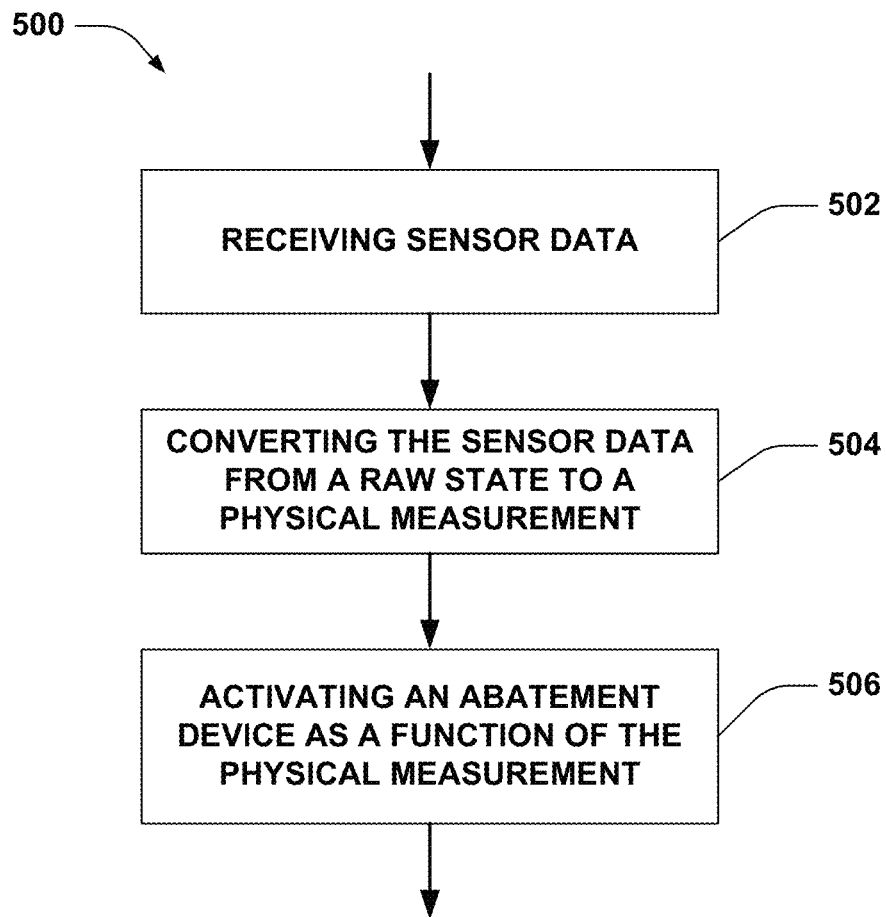 500
RECEIVING SENSOR DATA
502
CONVERTING THE SENSOR DATA
FROM A RAW STATE TO A
PHYSICAL MEASUREMENT
504
ACTIVATING AN ABATEMENT
DEVICE AS A FUNCTION OF THE
PHYSICAL MEASUREMENT
506